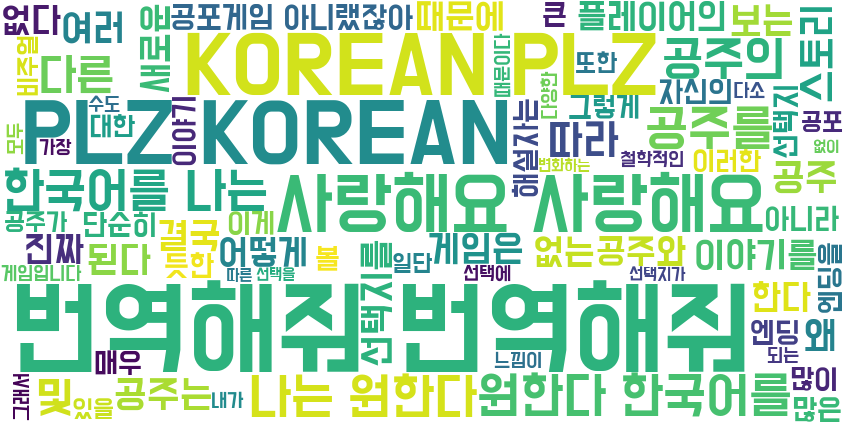 없다 여러 새로운 공포게임 아니랬잖아 때문에 큰 플레이어의 보는 스토리
비주얼 다른 KOREAN PLZ 때문이다 또한 공주의
모두 수도 PLZ KOREAN 다양한 그렇게 자신의 다소 선택지
가장 대한 이야기 해설자는 따라 공주를 공포
한국어를 나는 변화하는 철학적인 이러한 공주 없이
공주가 단순히 이게 사랑해요 사랑해요 아니라
진짜 된다 결국 듯한 어떻게 볼 선택지를 일단 게임은 없는 공주와 이야기를 엔딩을
게임입니다 따른 선택을 선택에 선택지가 한다
번역해줘 번역해줘 엔딩 왜
매우 느낌이 되는
그래서 및 있을 공주는 내가 나는 원한다 원한다 한국어를 많이
많은